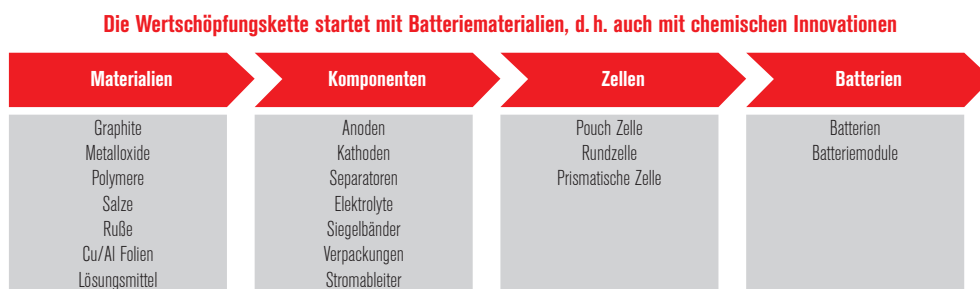 Die Wertschöpfungskette startet mit Batteriematerialien, d. h. auch mit chemischen Innovationen
Materialien
Graphite
Metalloxide
Polymere
Salze
Ruße
Cu/Al Folien
Lösungsmittel
Komponenten
Anoden
Kathoden
Separatoren
Elektrolyte
Siegelbänder
Verpackungen
Stromableiter
Zellen
Pouch Zelle
Rundzelle
Prismatische Zelle
Batterien
Batterien
Batteriemodule